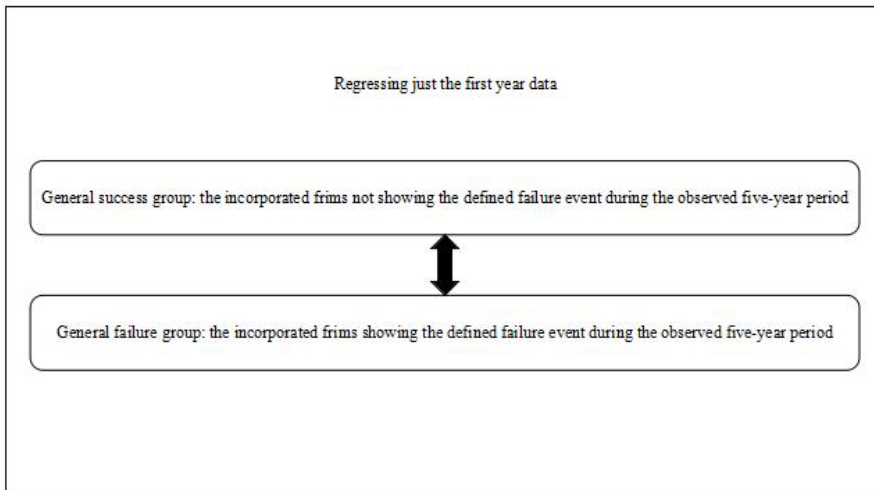 Regressing just the first year data
General success group: the incorporated frims not showing the defined failure event during the observed five-year period
General failure group: the incorporated frims showing the defined failure event during the observed five-year period